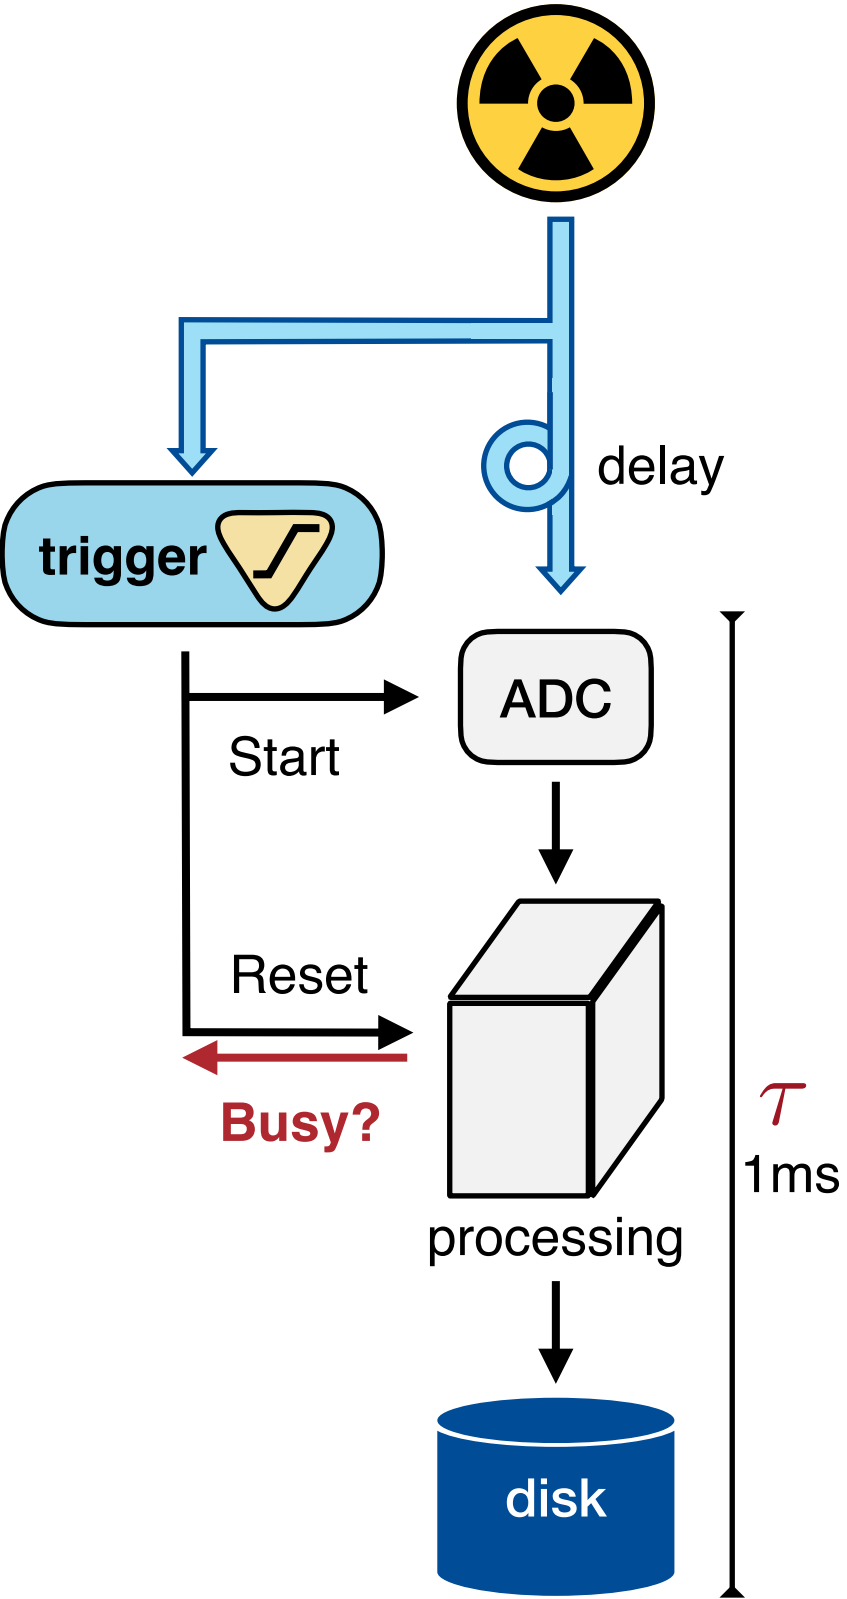 delay
trigger
ADC
Start
Reset
Busy?
τ
1ms
processing
disk